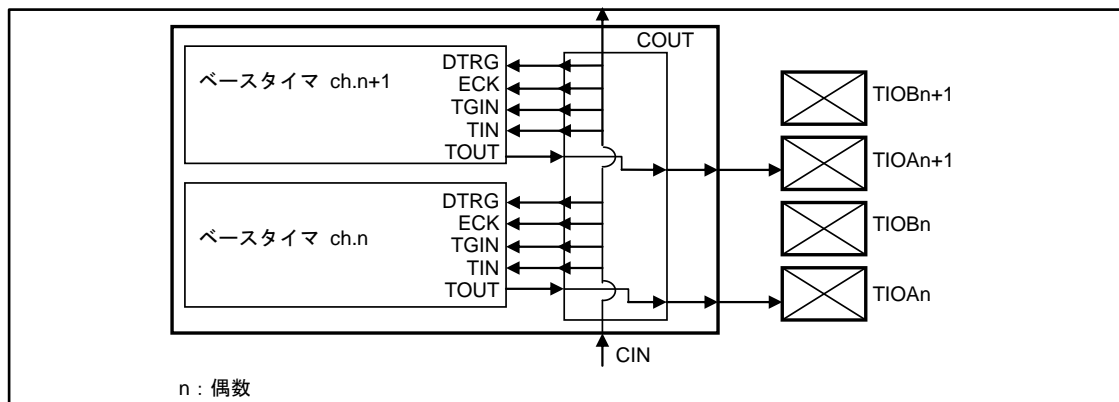 COUT
ベースタイマ ch.n+1
DTRG
ECK
TGIN
TIN
TOUT
TIOBn+1
TIOAn+1
ベースタイマ ch.n
DTRG
ECK
TGIN
TIN
TOUT
TIOBn
TIOAn
CIN
n：偶数